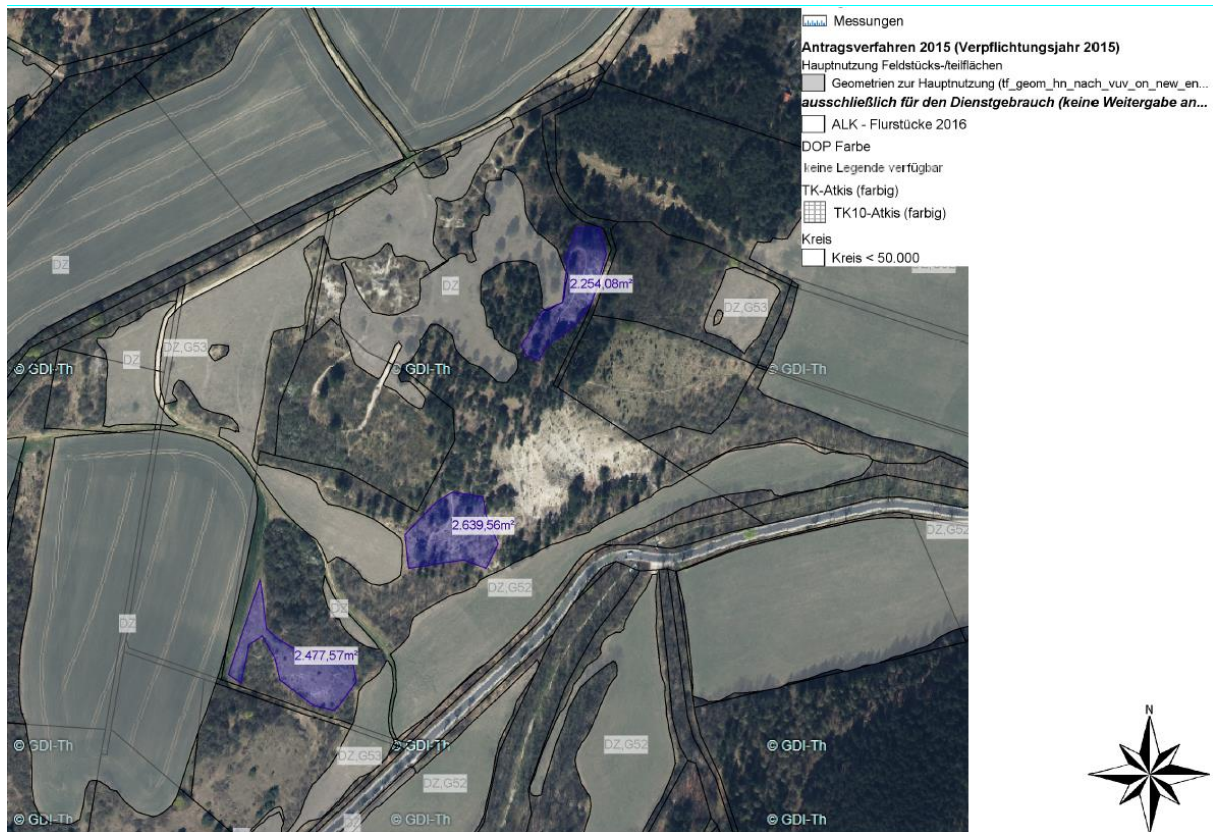 Messungen
Antragsverfahren 2015 (Verpflichtungsjahr 2015)
Hauptnutzung Feldstücks-/teilflächen
Geometrien zur Hauptnutzung (tf_geom_hn_nach_vuv_on_new_en...
ausschließlich für den Dienstgebrauch (keine Weitergabe an...
ALK - Flurstücke 2016
DOP Farbe
keine Legende verfügbar
TK-Atkis (farbig)
TK10-Atkis (farbig)
Kreis
Kreis < 50.000
DZ
2.254,08m²
DZ
DZ,G53
DZ
DZ,G53
© GDI-Th
© GDI-Th
© GDI-Th
2.639,56m²
DZ,G52
DZ,G52
DZ
DZ
2.477,57m²
© GDI-Th
© GDI-Th
© GDI-Th
DZ,G53
DZ,G52
DZ,G52
© GDI-Th
© GDI-Th
© GDI-Th
N